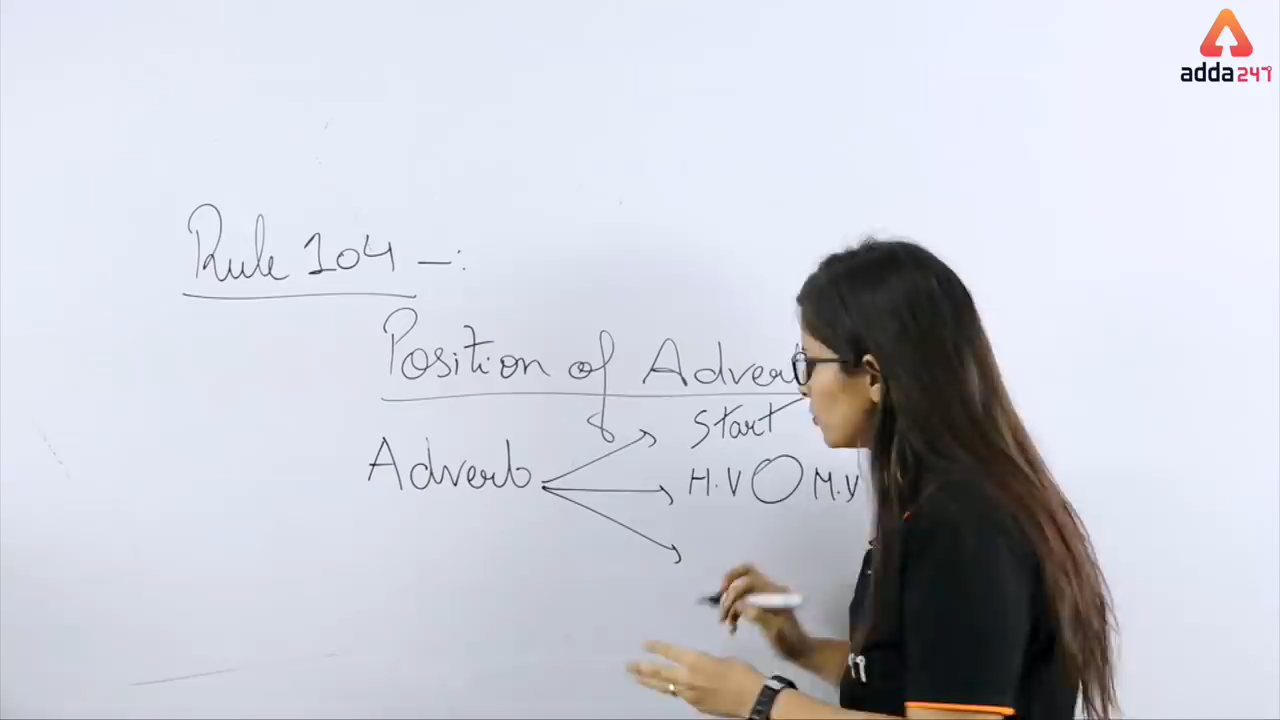 adda247
Rule 104 -:
Position of Adverb
Start
Adverb
H.V M.V